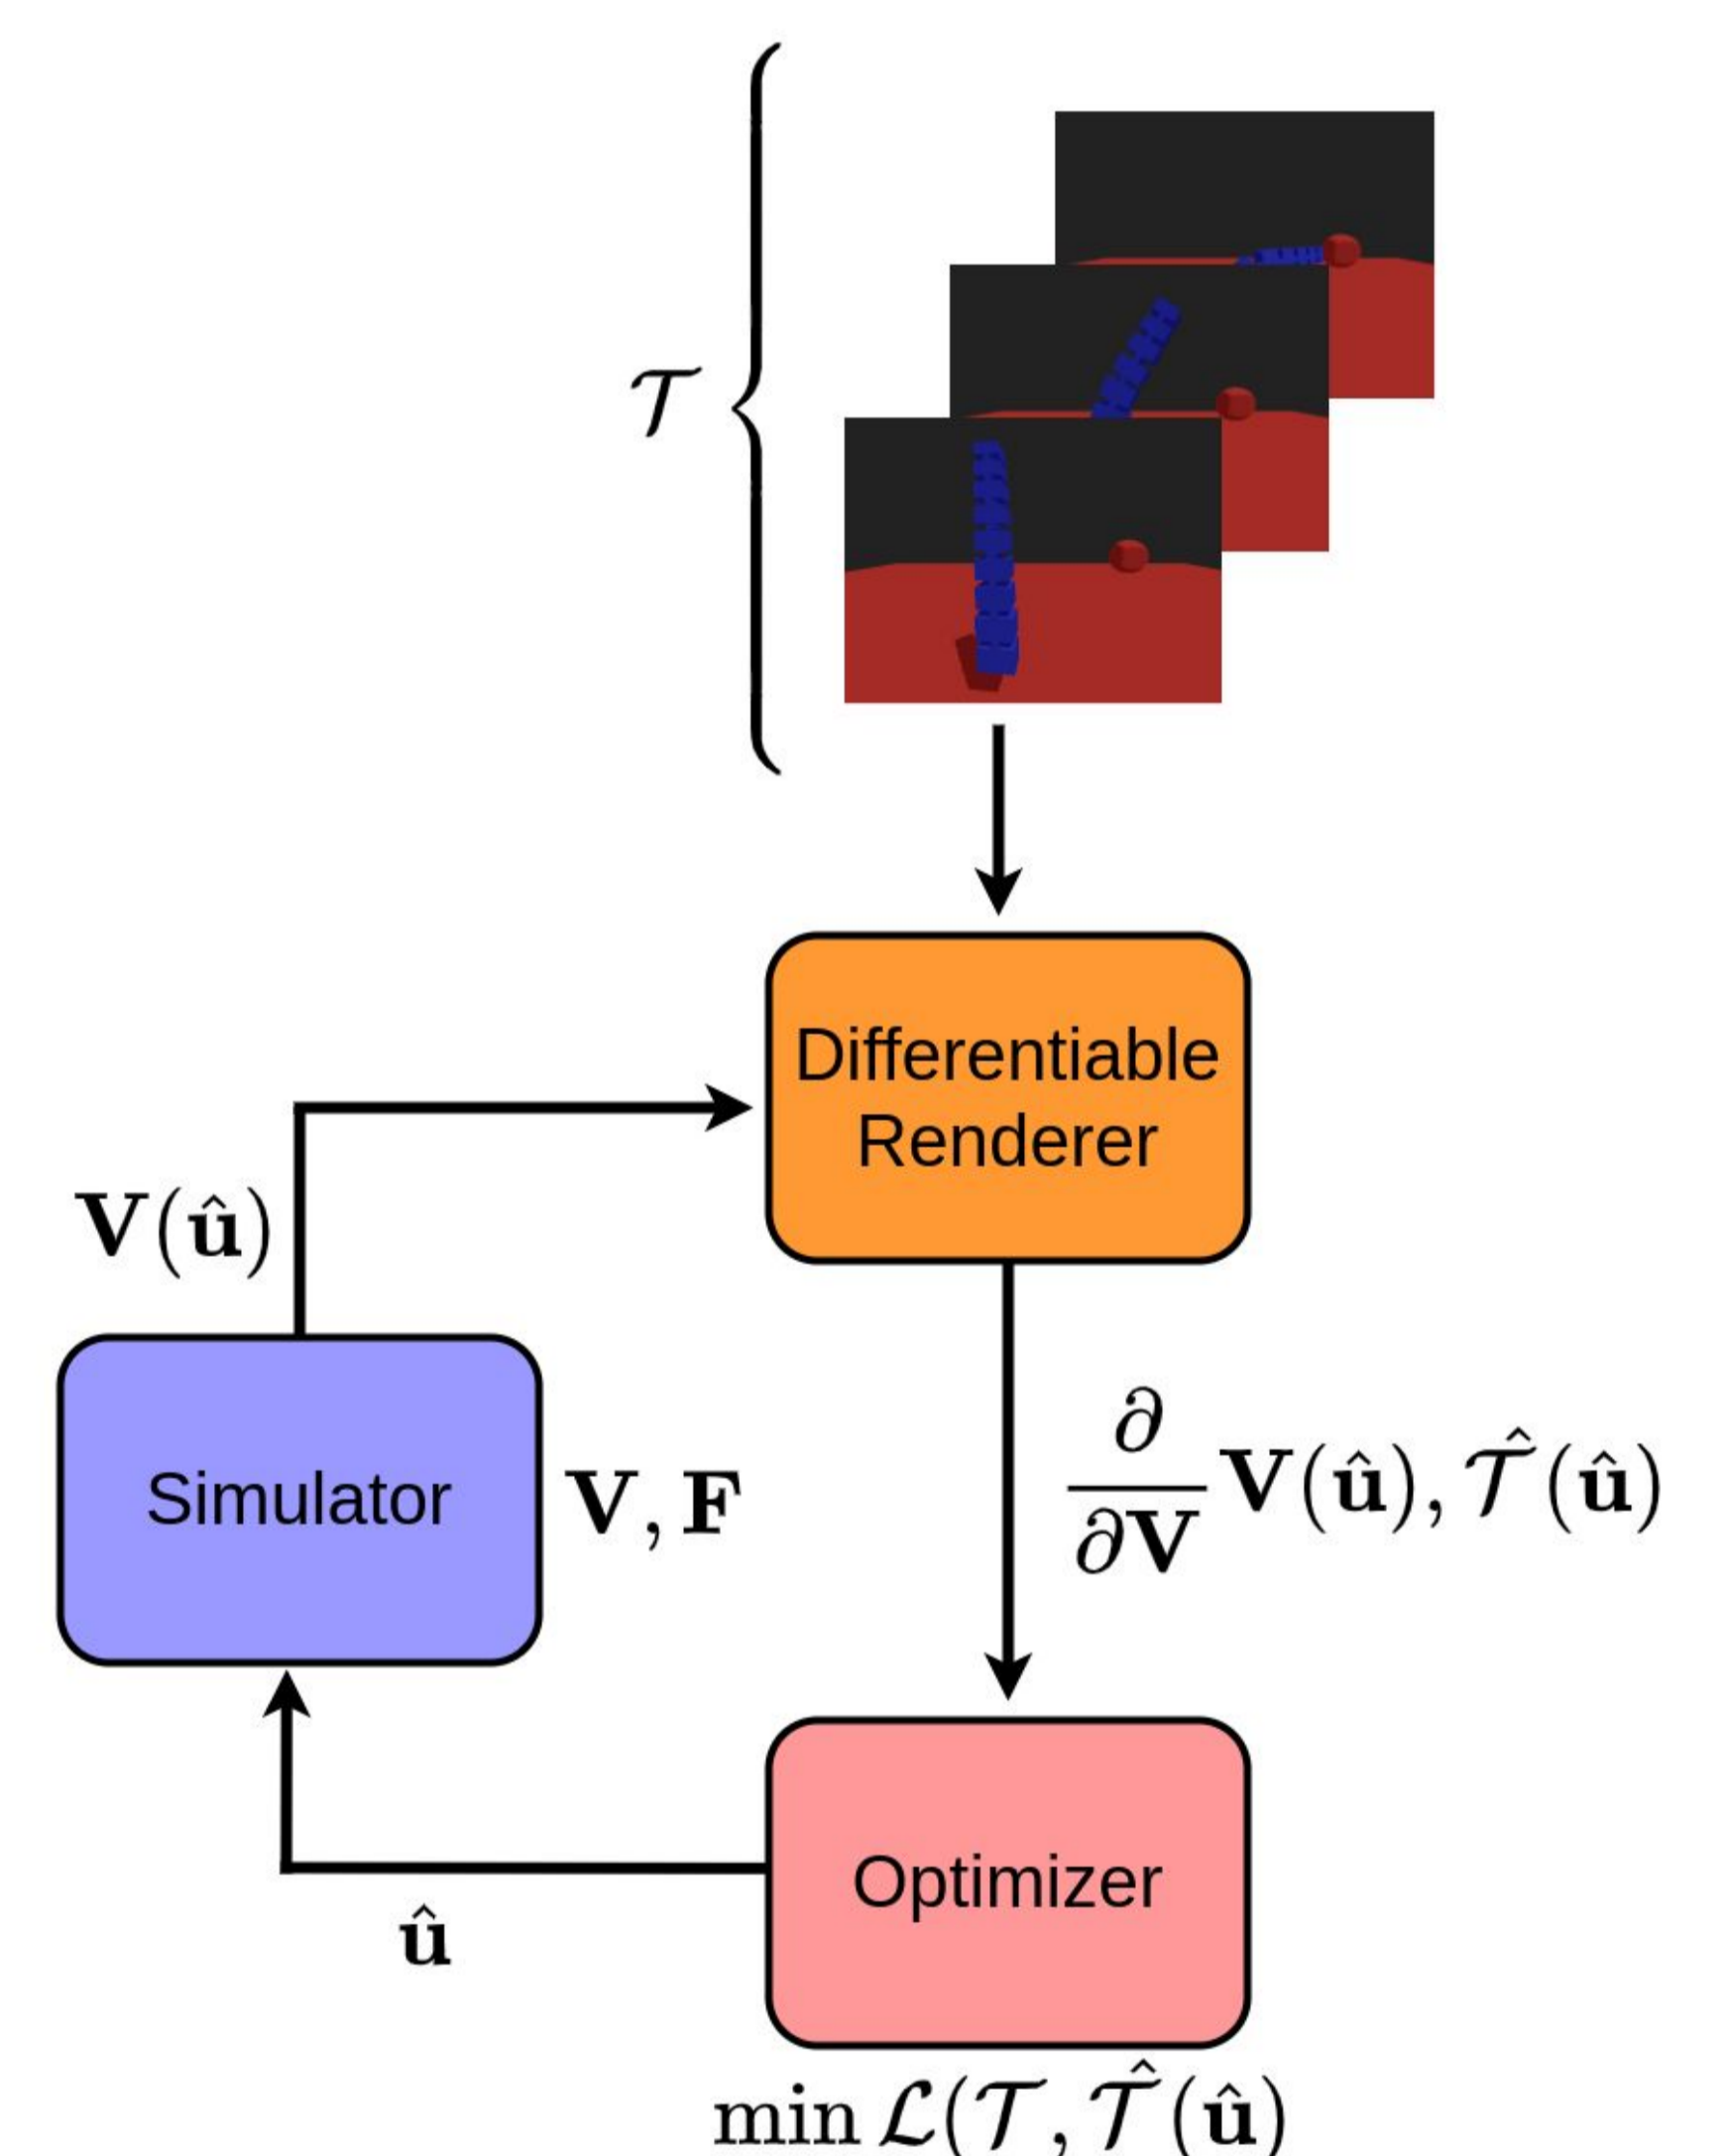 𝒯
Differentiable
Renderer
V(û)
Simulator
V, F
∂/∂V V(û), 𝒯̂(û)
Optimizer
û
min ℒ(𝒯, 𝒯̂(û)